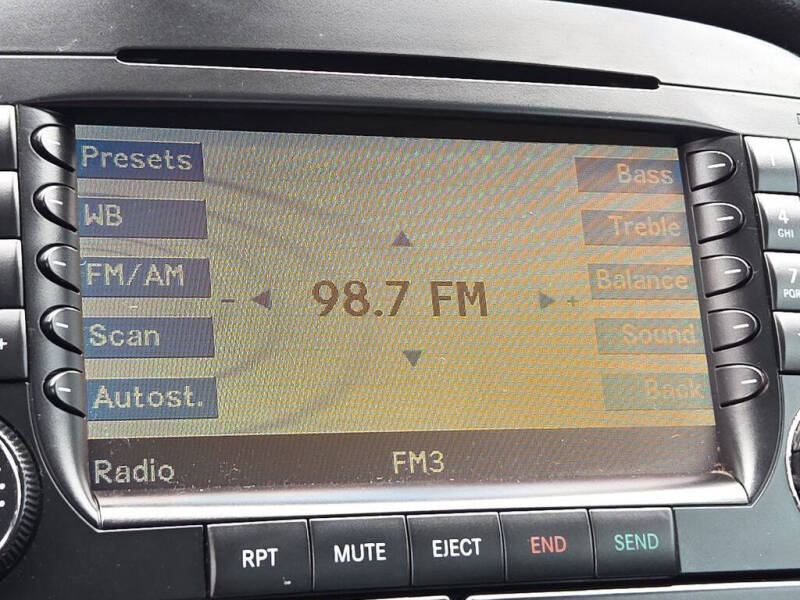 Presets
Bass
WB
Treble
4
GHI
FM/AM
-
98.7 FM
+
Balance
7
PQR
Scan
Sound
+
Autost.
Back
Radio
FM3
RPT
MUTE
EJECT
END
SEND